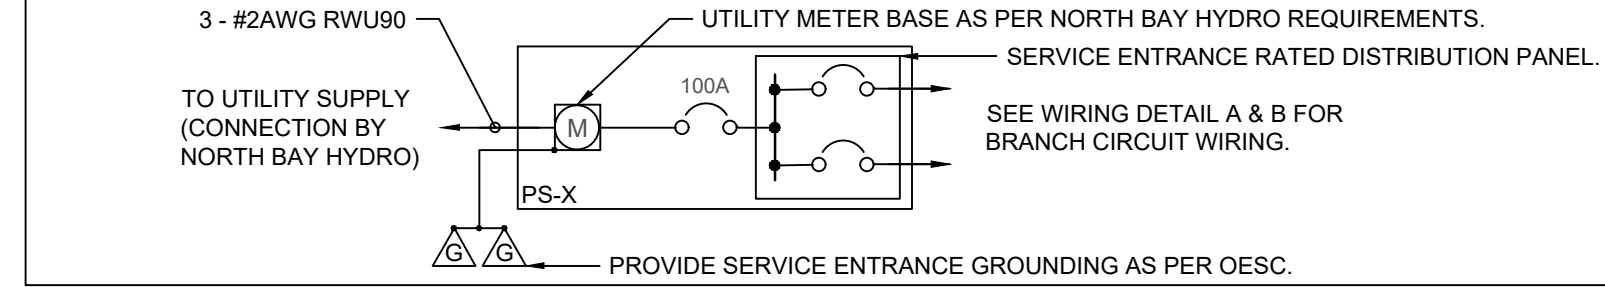 3 - #2AWG RWU90
UTILITY METER BASE AS PER NORTH BAY HYDRO REQUIREMENTS.
SERVICE ENTRANCE RATED DISTRIBUTION PANEL.
100A
TO UTILITY SUPPLY
(CONNECTION BY
NORTH BAY HYDRO)
M
SEE WIRING DETAIL A & B FOR
BRANCH CIRCUIT WIRING.
PS-X
G G
PROVIDE SERVICE ENTRANCE GROUNDING AS PER OESC.